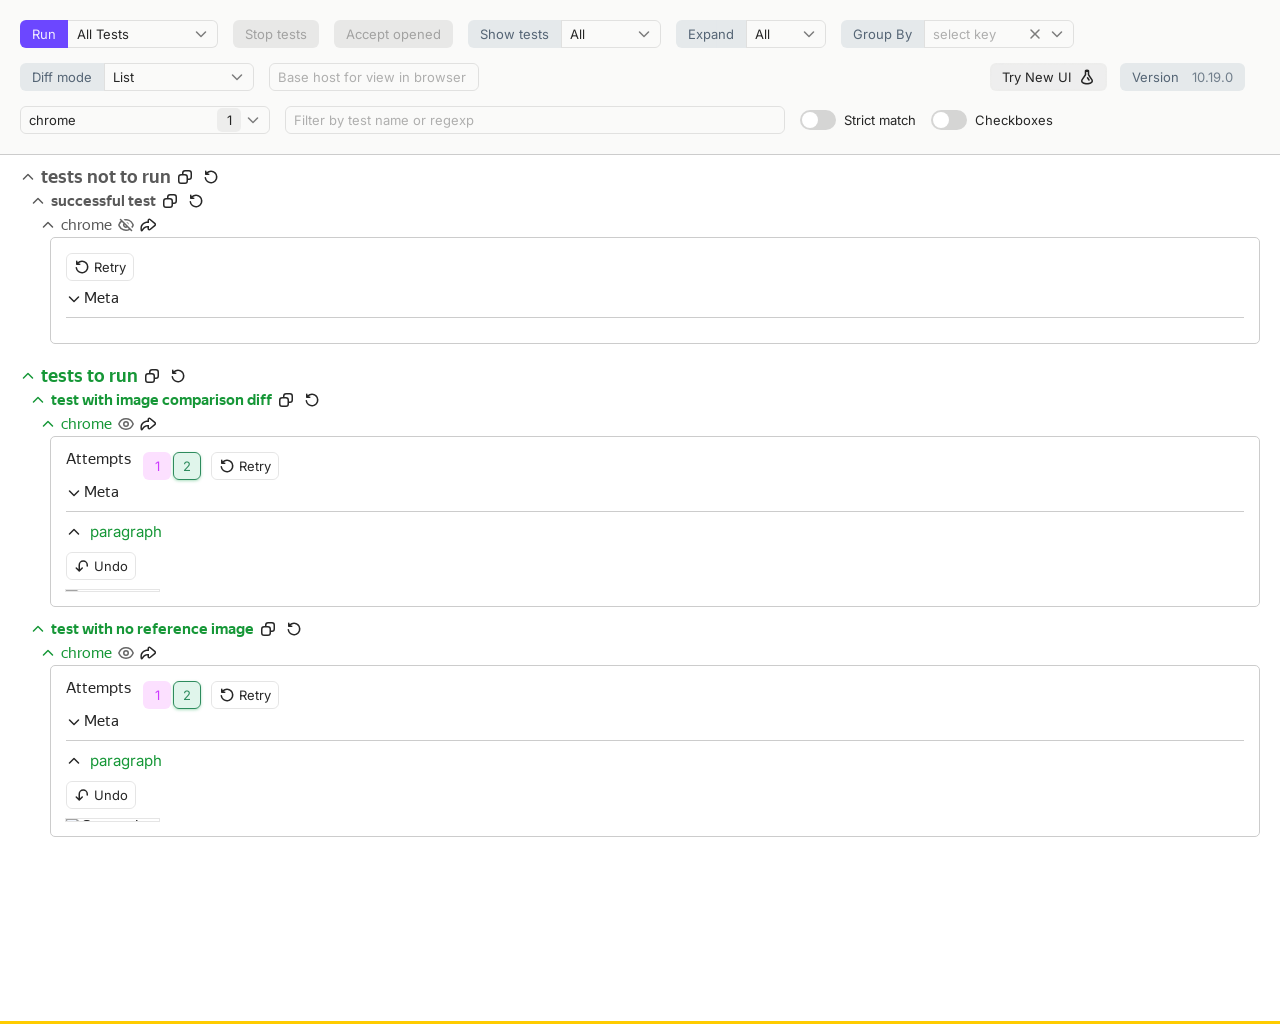 Run All Tests Stop tests Accept opened Show tests All Expand All Group By select key
Diff mode List Base host for view in browser Try New UI Version 10.19.0
chrome 1 Filter by test name or regexp Strict match Checkboxes
tests not to run
successful test
chrome
Retry
Meta
tests to run
test with image comparison diff
chrome
Attempts 1 2 Retry
Meta
paragraph
Undo
test with no reference image
chrome
Attempts 1 2 Retry
Meta
paragraph
Undo